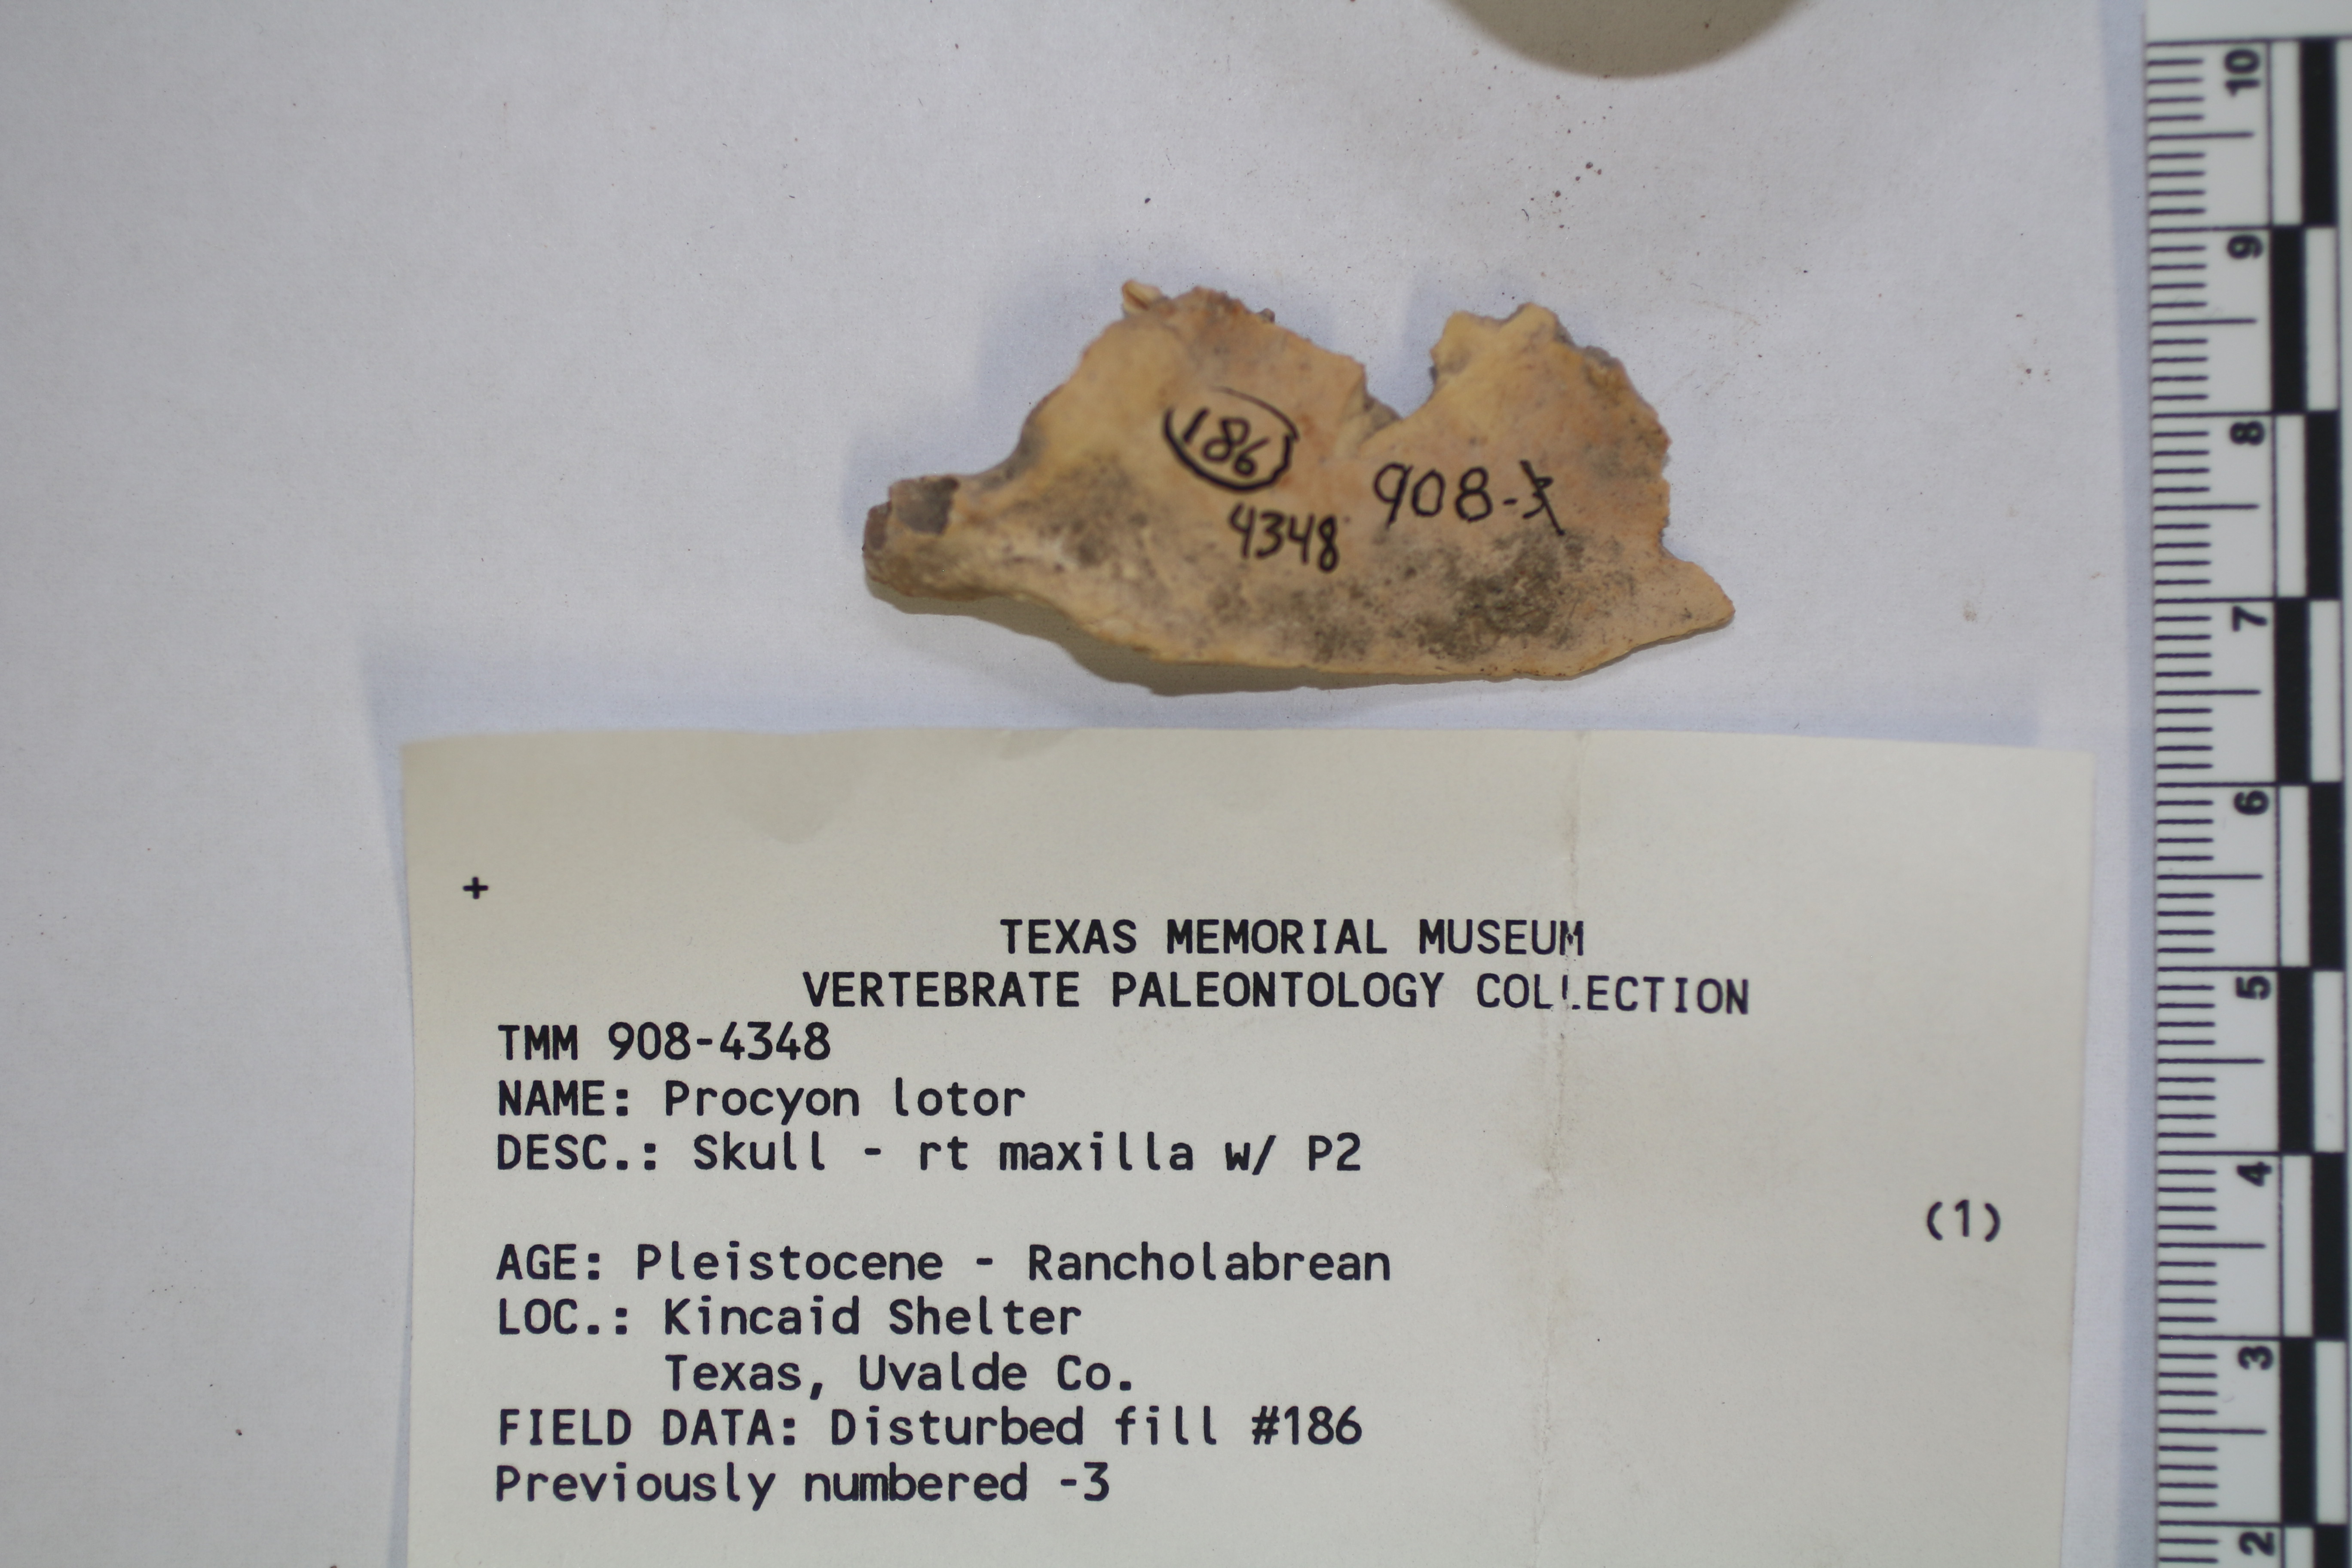 186
4348
908-3
+
TEXAS MEMORIAL MUSEUM
VERTEBRATE PALEONTOLOGY COLLECTION
TMM 908-4348
NAME: Procyon lotor
DESC.: Skull - rt maxilla w/ P2
(1)
AGE: Pleistocene - Rancholabrean
LOC.: Kincaid Shelter
Texas, Uvalde Co.
FIELD DATA: Disturbed fill #186
Previously numbered -3
10
9
8
7
6
5
4
3
2